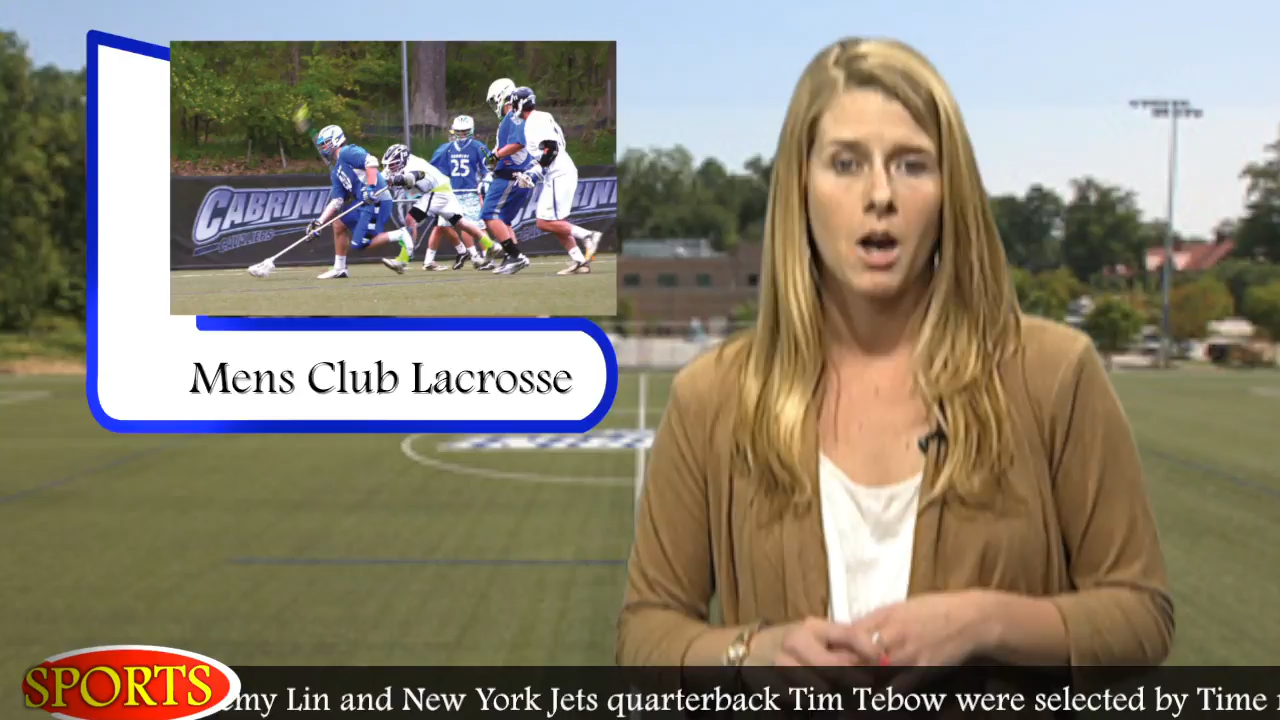 CABRINI
CAVALIERS
25
Mens Club Lacrosse
SPORTS
emy Lin and New York Jets quarterback Tim Tebow were selected by Time